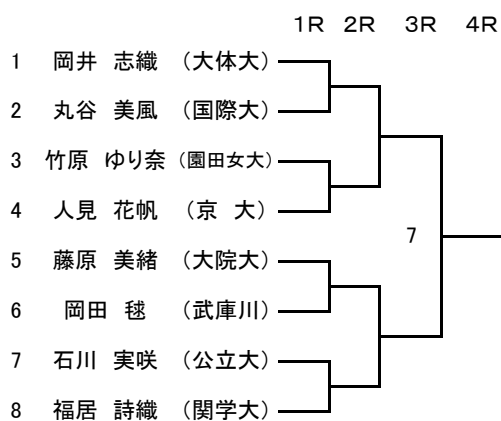 1R 2R 3R 4R
1 岡井 志織 (大体大)
2 丸谷 美風 (国際大)
3 竹原 ゆり奈 (園田女大)
4 人見 花帆 (京 大)
7
5 藤原 美緒 (大院大)
6 岡田 毬 (武庫川)
7 石川 実咲 (公立大)
8 福居 詩織 (関学大)